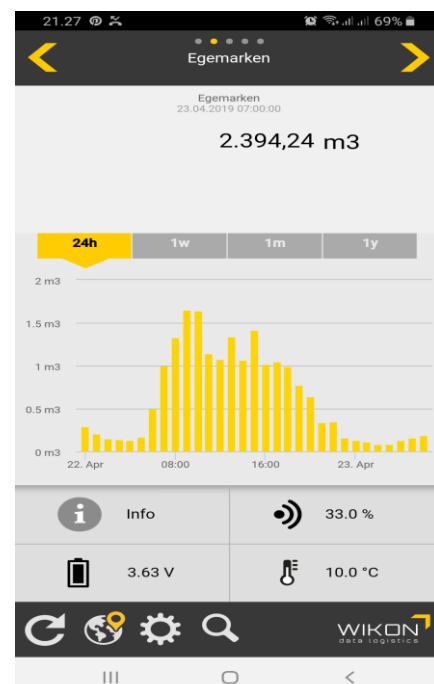 21.27
69%
Egemarken
Egemarken
23.04.2019 07:00:00
2.394,24 m3
24h 1w 1m 1y
2 m3
1.5 m3
1 m3
0.5 m3
0 m3
22. Apr 08:00 16:00 23. Apr
i Info 33.0 %
3.63 V 10.0 °C
WIKON
data logistics